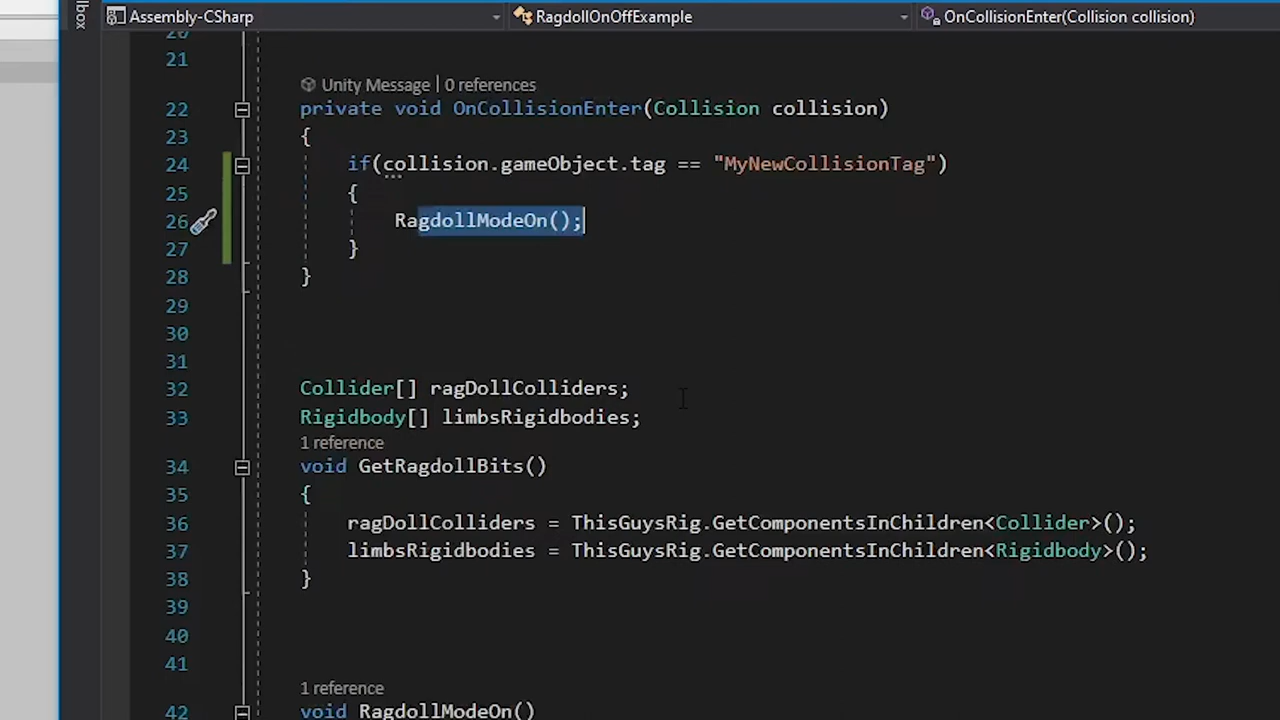 lbox
Assembly-CSharp RagdollOnOffExample OnCollisionEnter(Collision collision)
20
21
Unity Message | 0 references
22 private void OnCollisionEnter(Collision collision)
23 {
24 if(collision.gameObject.tag == "MyNewCollisionTag")
25 {
26 RagdollModeOn();
27 }
28 }
29
30
31
32 Collider[] ragDollColliders;
33 Rigidbody[] limbsRigidbodies;
1 reference
34 void GetRagdollBits()
35 {
36 ragDollColliders = ThisGuysRig.GetComponentsInChildren<Collider>();
37 limbsRigidbodies = ThisGuysRig.GetComponentsInChildren<Rigidbody>();
38 }
39
40
41
1 reference
42 void RagdollModeOn()